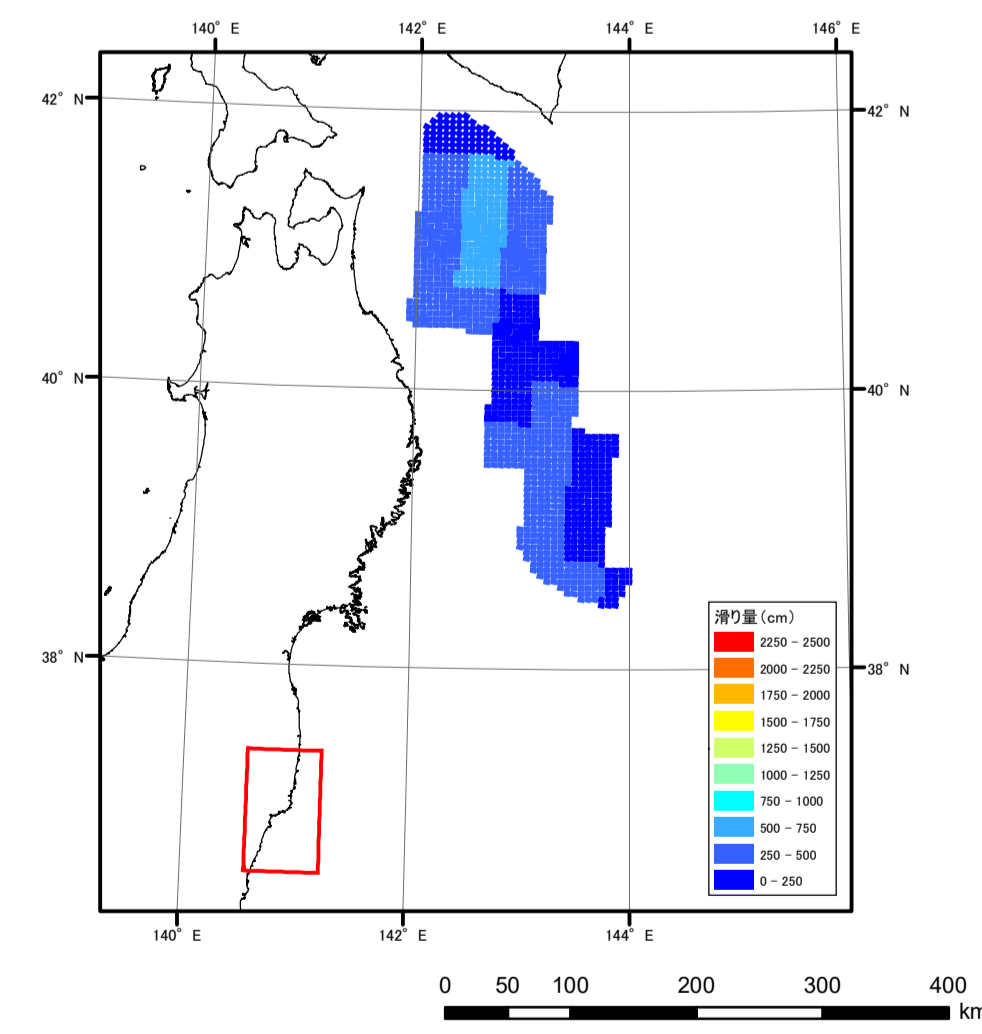 140° E 142° E 144° E 146° E
42° N 42° N
40° N 40° N
38° N 38° N
滑り量(cm)
2250 - 2500
2000 - 2250
1750 - 2000
1500 - 1750
1250 - 1500
1000 - 1250
750 - 1000
500 - 750
250 - 500
0 - 250
140° E 142° E 144° E
0 50 100 200 300 400
km